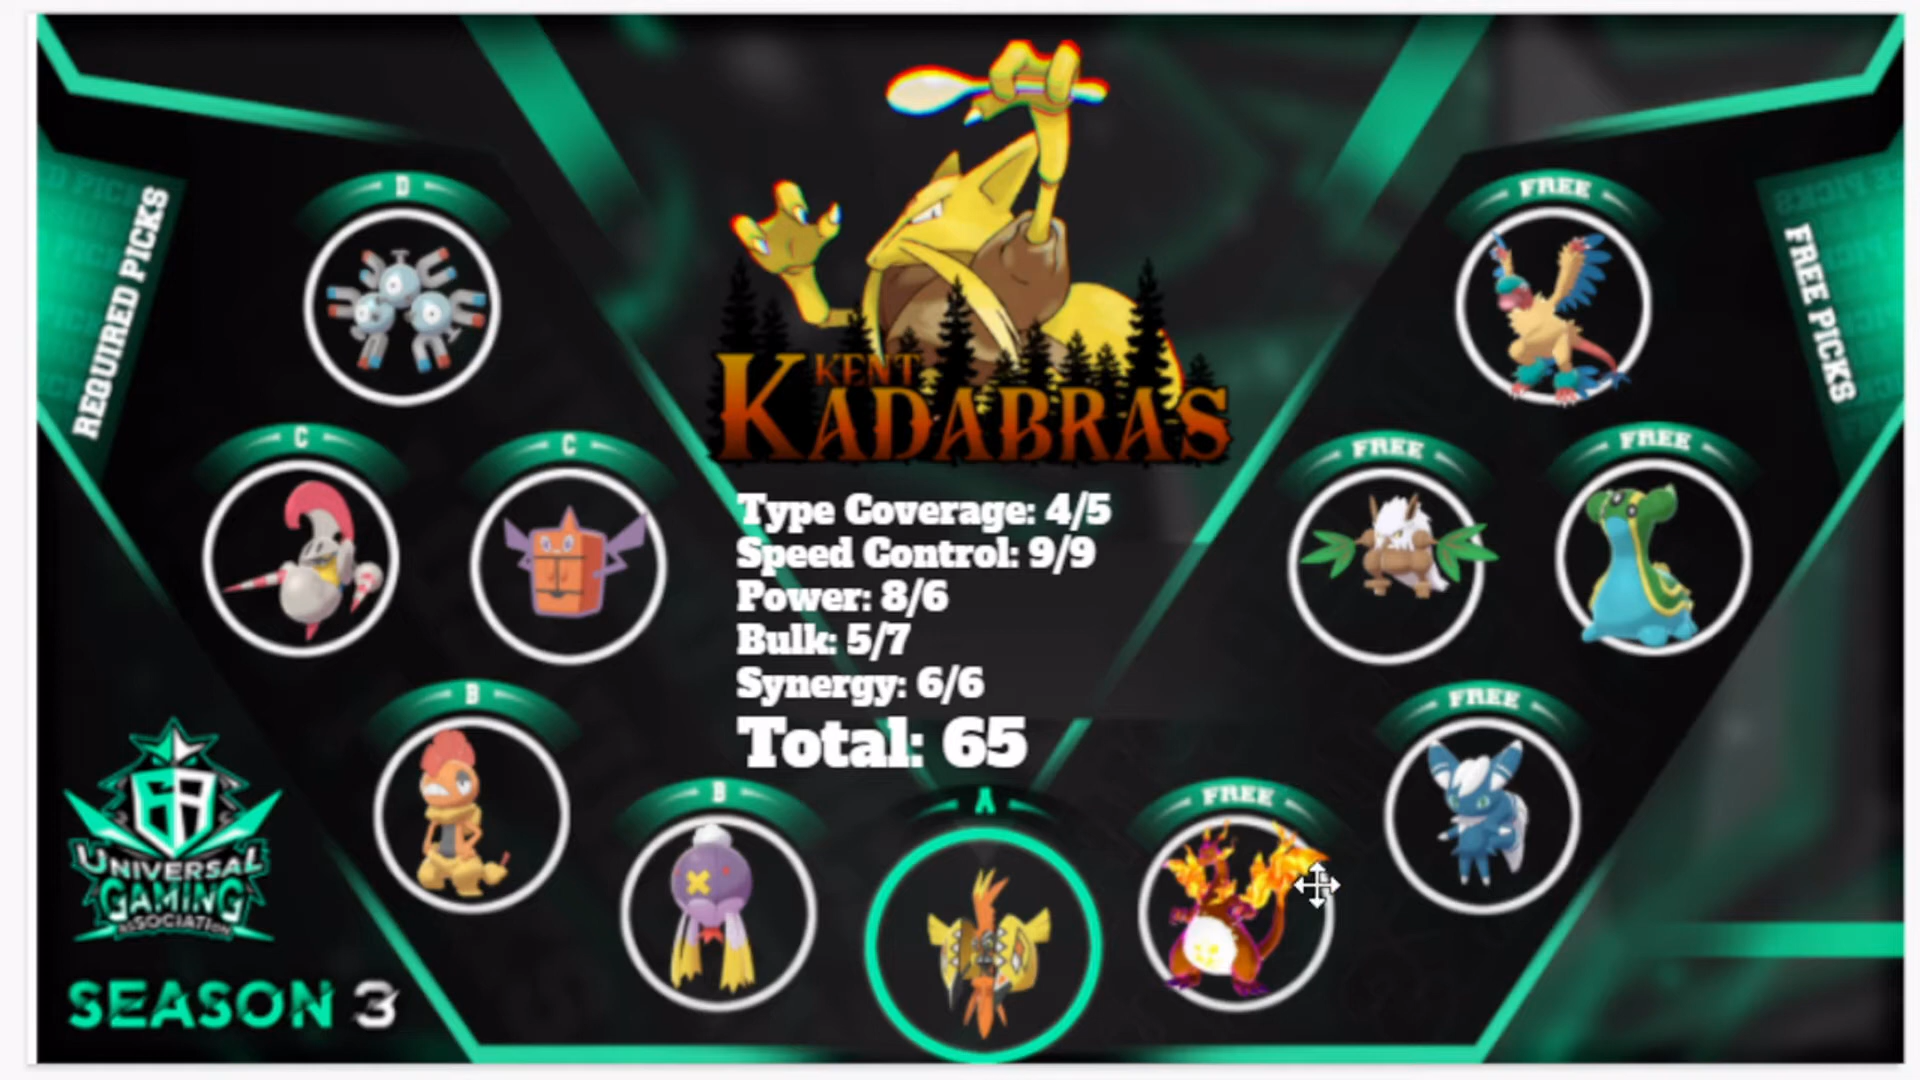 D
FREE
REQUIRED PICKS
FREE PICKS
KENT
KADABRAS
C
C
FREE
FREE
Type Coverage: 4/5
Speed Control: 9/9
Power: 8/6
Bulk: 5/7
Synergy: 6/6
Total: 65
B
FREE
B
A
FREE
UNIVERSAL
GAMING
ASSOCIATION
SEASON 3